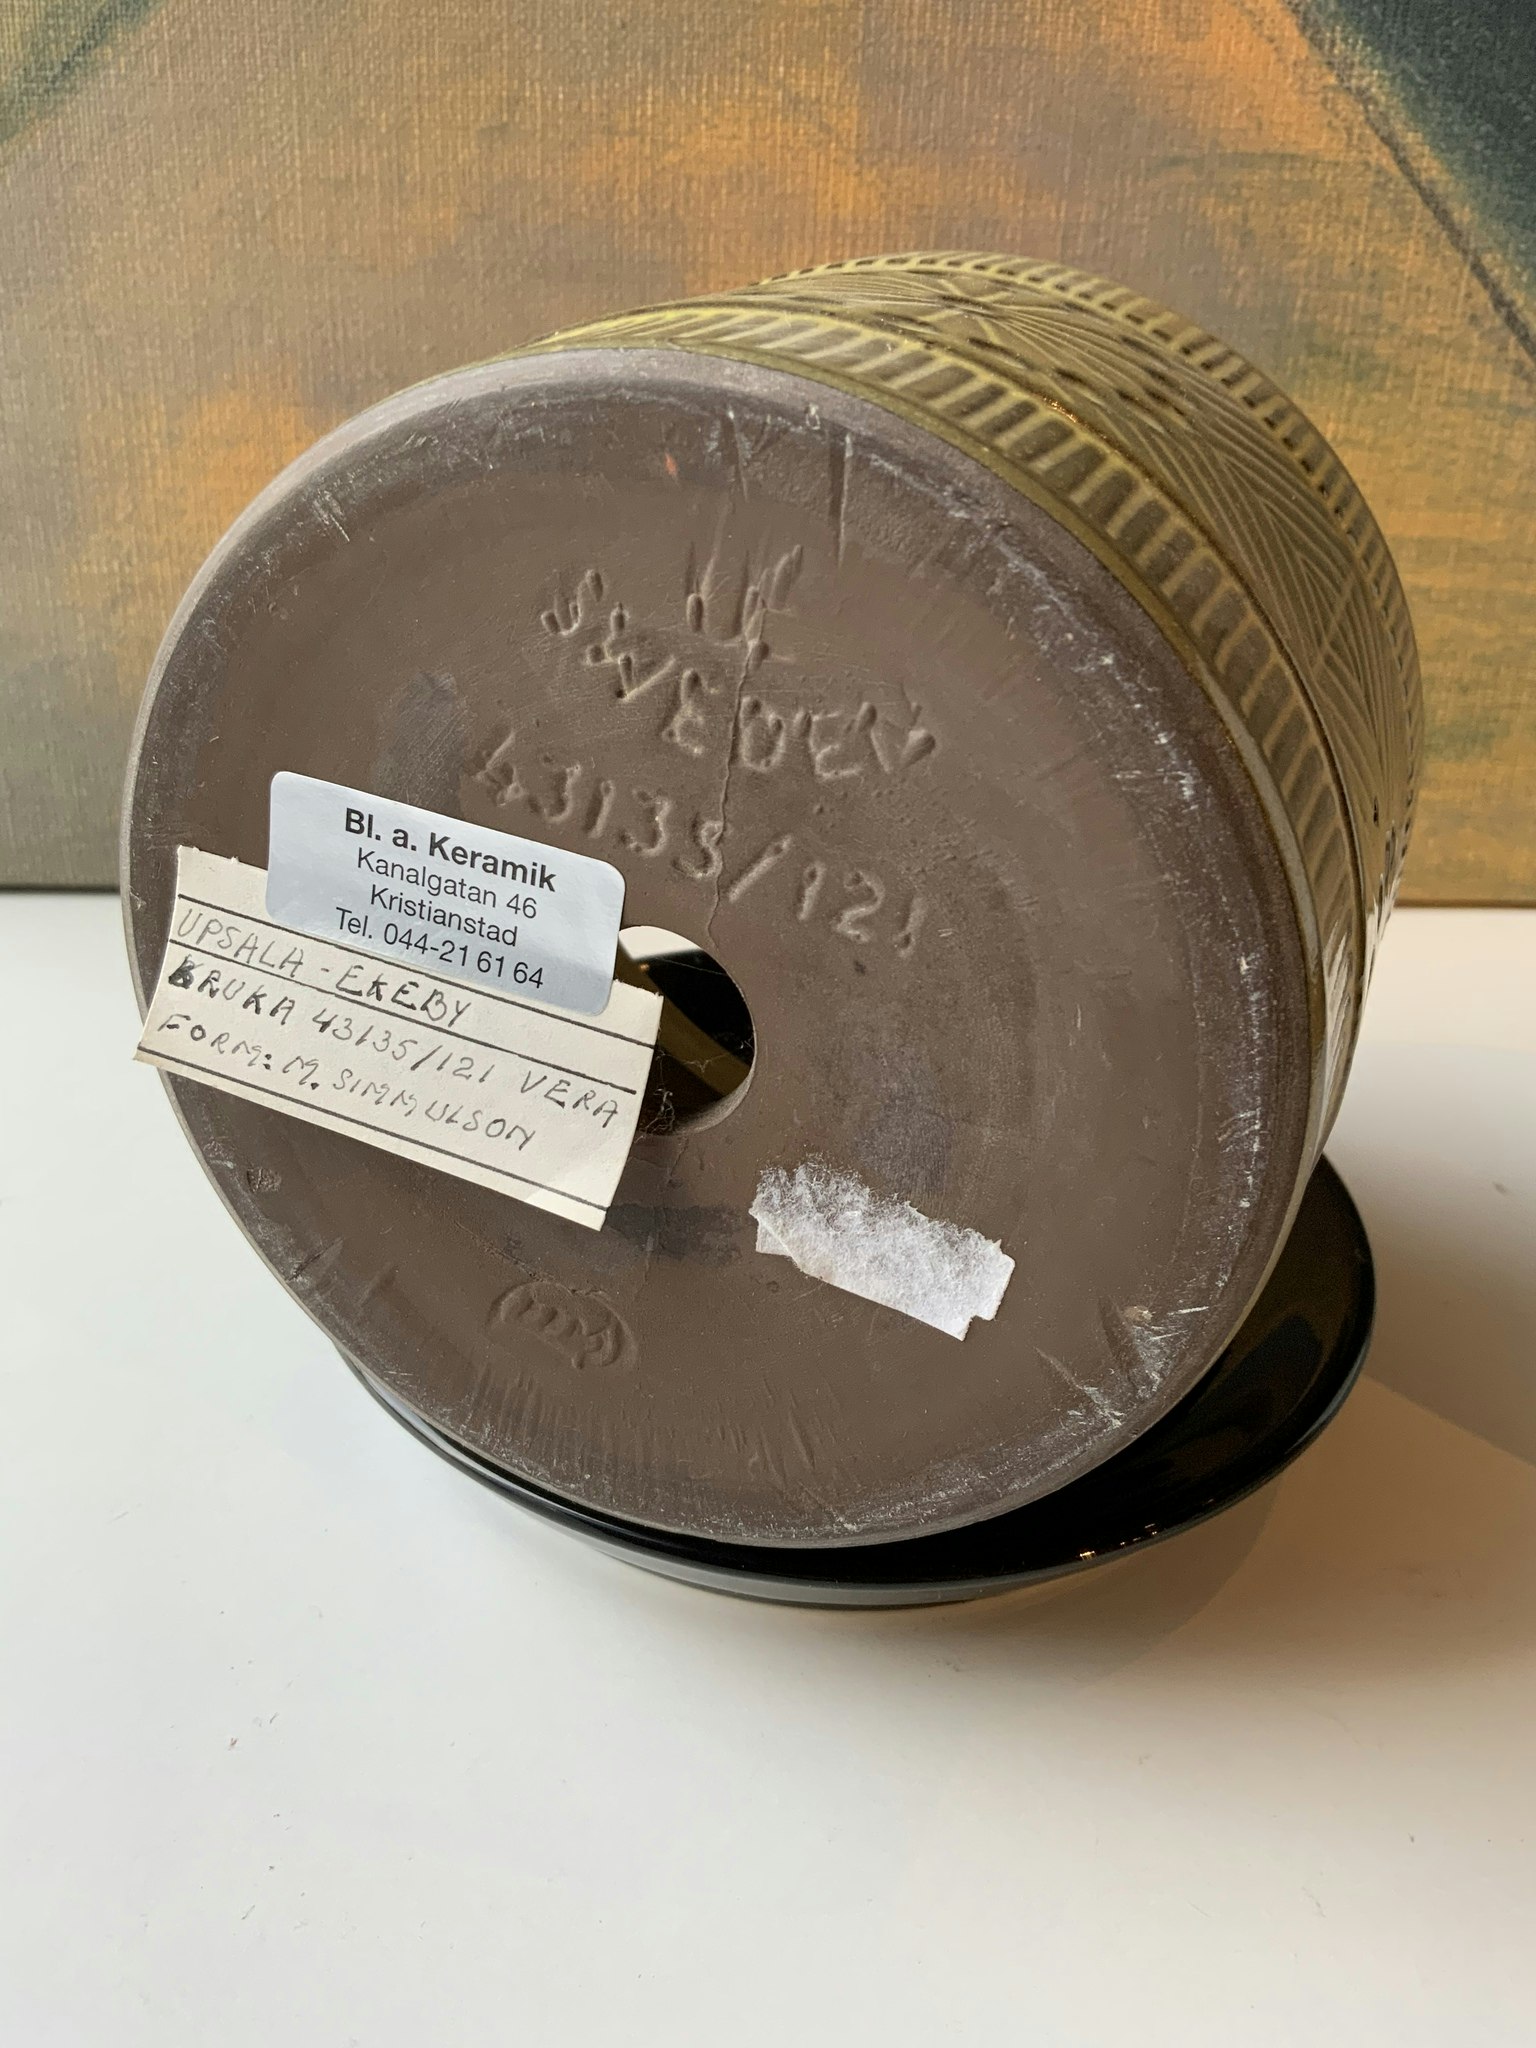 UE
SWEDEN
43135/121
Bl. a. Keramik
Kanalgatan 46
Kristianstad
Tel. 044-21 61 64
UPSALA-EKEBY
KRUKA 43135/121 VERA
FORM: M. SIMMULSON